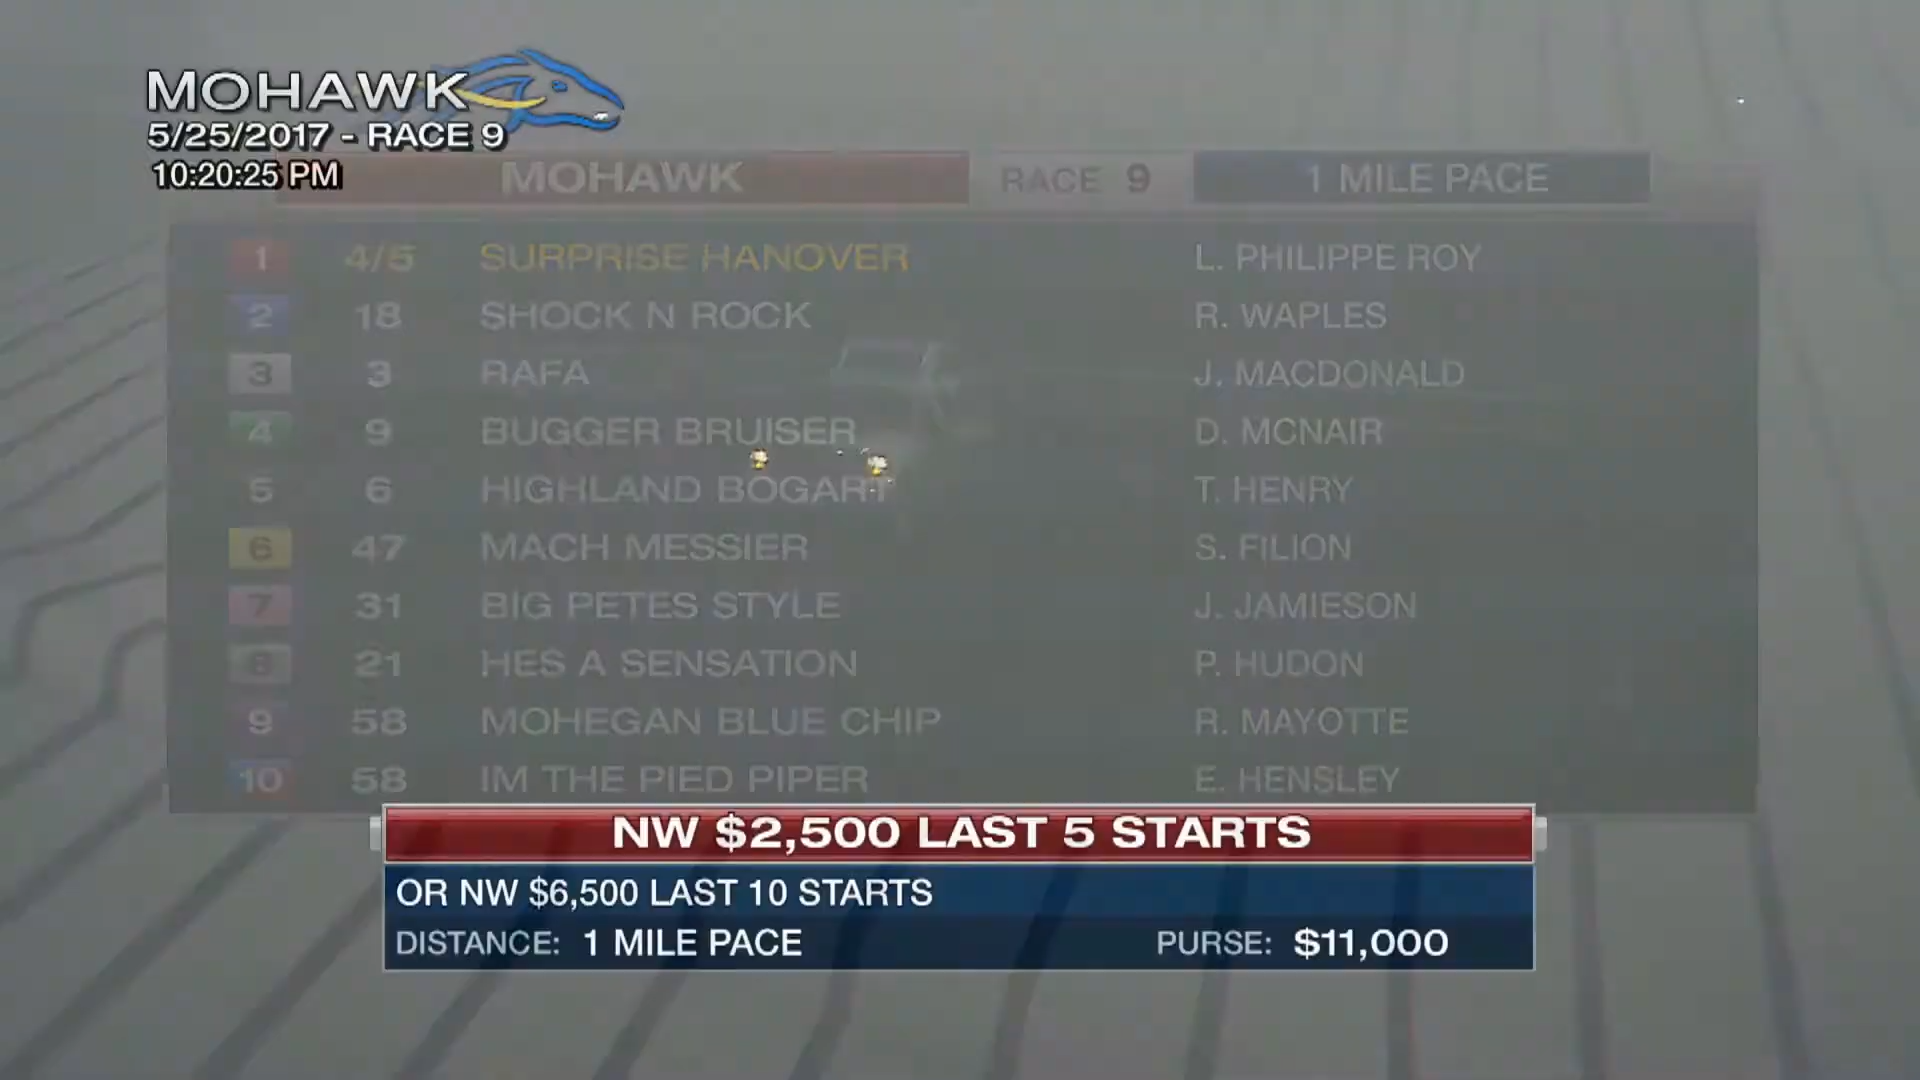 MOHAWK
5/25/2017 - RACE 9
10:20:25 PM
MOHAWK RACE 9 1 MILE PACE
1 4/5 SURPRISE HANOVER L. PHILIPPE ROY
2 18 SHOCK N ROCK R. WAPLES
3 3 RAFA J. MACDONALD
4 9 BUGGER BRUISER D. MCNAIR
5 6 HIGHLAND BOGART T. HENRY
6 47 MACH MESSIER S. FILION
7 31 BIG PETES STYLE J. JAMIESON
8 21 HES A SENSATION P. HUDON
9 58 MOHEGAN BLUE CHIP R. MAYOTTE
10 58 IM THE PIED PIPER E. HENSLEY
NW $2,500 LAST 5 STARTS
OR NW $6,500 LAST 10 STARTS
DISTANCE: 1 MILE PACE PURSE: $11,000